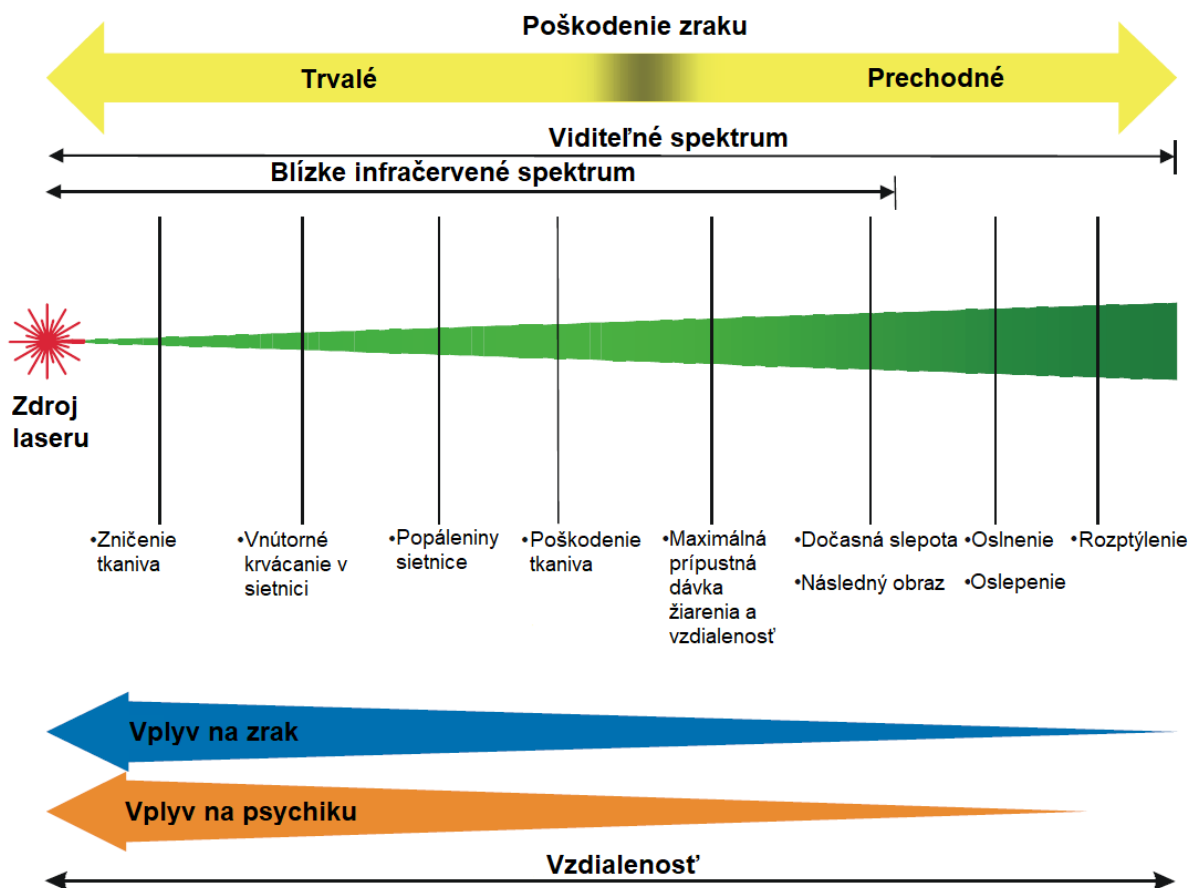 Poškodenie zraku
Trvalé
Prechodné
Viditeľné spektrum
Blízke infračervené spektrum
Zdroj
laseru
•Zničenie
tkaniva
•Vnútorné
krvácanie v
sietnici
•Popáleniny
sietnice
•Poškodenie
tkaniva
•Maximálná
prípustná
dávka
žiarenia a
vzdialenosť
•Dočasná slepota
•Následný obraz
•Oslnenie
•Oslepenie
•Rozptýlenie
Vplyv na zrak
Vplyv na psychiku
Vzdialenosť